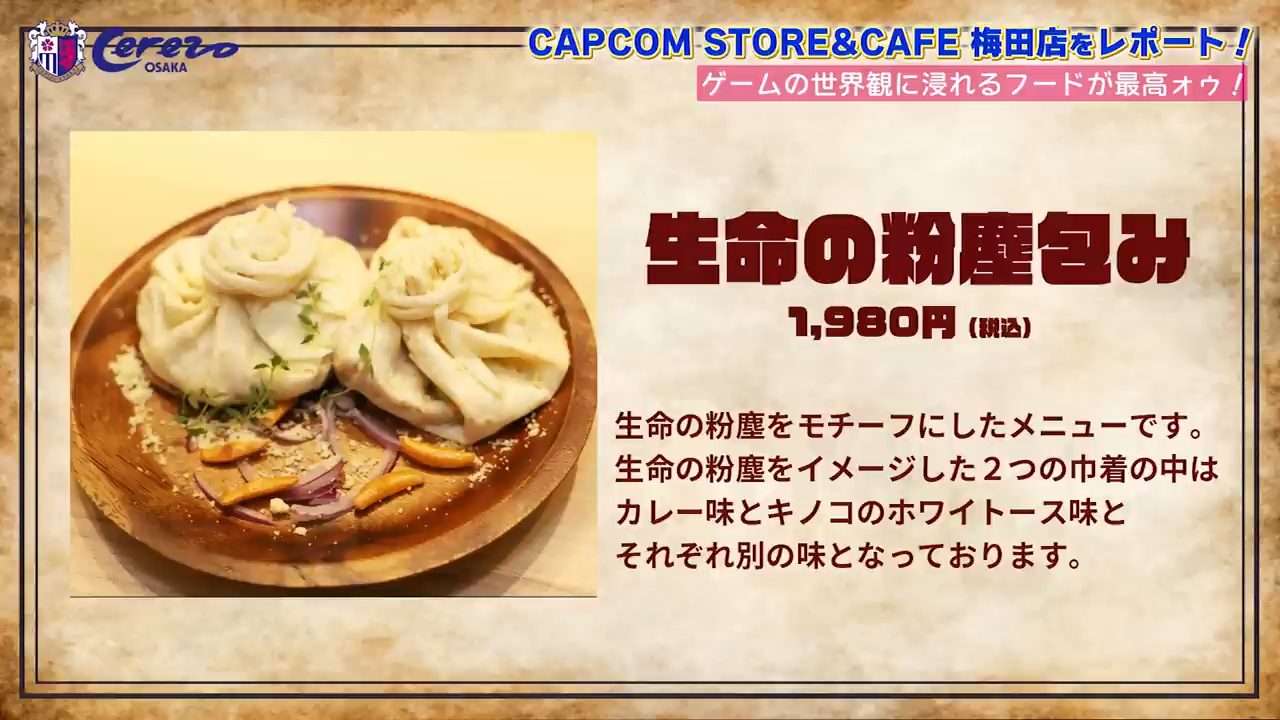 Cerezo
OSAKA
CAPCOM STORE&CAFE 梅田店をレポート！
ゲームの世界観に浸れるフードが最高ォゥ！
生命の粉塵包み
1,980円（税込）
生命の粉塵をモチーフにしたメニューです。
生命の粉塵をイメージした２つの巾着の中は
カレー味とキノコのホワイトース味と
それぞれ別の味となっております。